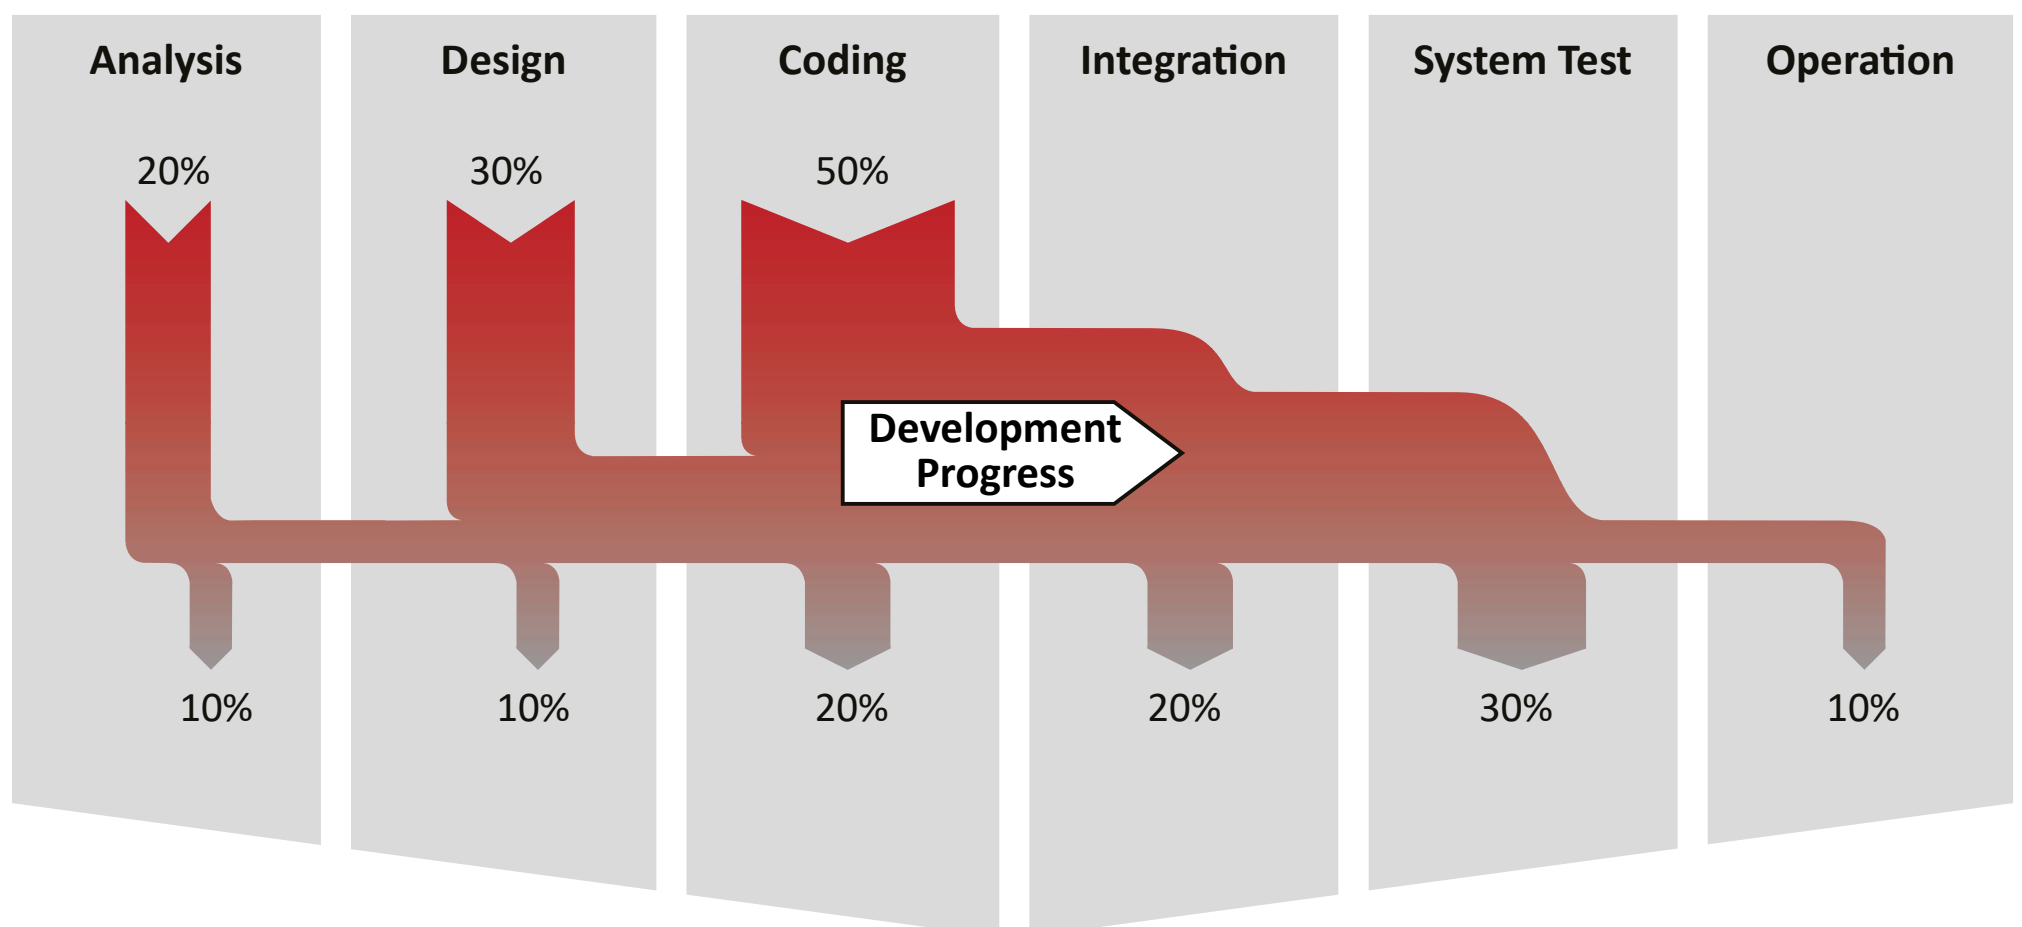 Analysis
Design
Coding
Integration
System Test
Operation
20%
30%
50%
Development
Progress
10%
10%
20%
20%
30%
10%